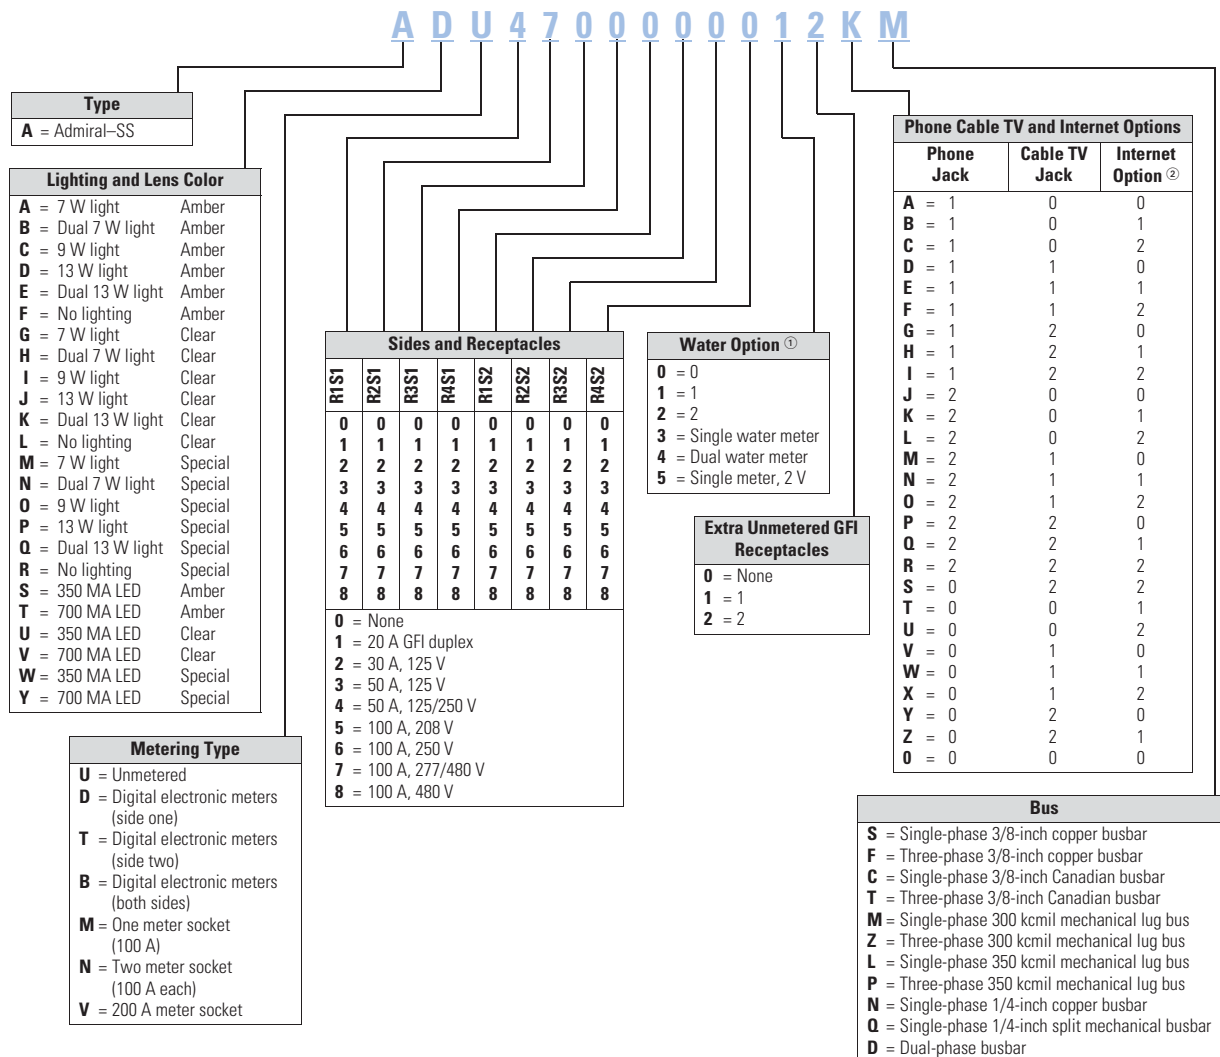 A D U 4 7 0 0 0 0 0 0 1 2 K M
Type
A = Admiral–SS
Lighting and Lens Color
A = 7 W light Amber
B = Dual 7 W light Amber
C = 9 W light Amber
D = 13 W light Amber
E = Dual 13 W light Amber
F = No lighting Amber
G = 7 W light Clear
H = Dual 7 W light Clear
I = 9 W light Clear
J = 13 W light Clear
K = Dual 13 W light Clear
L = No lighting Clear
M = 7 W light Special
N = Dual 7 W light Special
O = 9 W light Special
P = 13 W light Special
Q = Dual 13 W light Special
R = No lighting Special
S = 350 MA LED Amber
T = 700 MA LED Amber
U = 350 MA LED Clear
V = 700 MA LED Clear
W = 350 MA LED Special
Y = 700 MA LED Special
Metering Type
U = Unmetered
D = Digital electronic meters
(side one)
T = Digital electronic meters
(side two)
B = Digital electronic meters
(both sides)
M = One meter socket
(100 A)
N = Two meter socket
(100 A each)
V = 200 A meter socket
Sides and Receptacles
R1S1 R2S1 R3S1 R4S1 R1S2 R2S2 R3S2 R4S2
0 0 0 0 0 0 0 0
1 1 1 1 1 1 1 1
2 2 2 2 2 2 2 2
3 3 3 3 3 3 3 3
4 4 4 4 4 4 4 4
5 5 5 5 5 5 5 5
6 6 6 6 6 6 6 6
7 7 7 7 7 7 7 7
8 8 8 8 8 8 8 8
0 = None
1 = 20 A GFI duplex
2 = 30 A, 125 V
3 = 50 A, 125 V
4 = 50 A, 125/250 V
5 = 100 A, 208 V
6 = 100 A, 250 V
7 = 100 A, 277/480 V
8 = 100 A, 480 V
Water Option ①
0 = 0
1 = 1
2 = 2
3 = Single water meter
4 = Dual water meter
5 = Single meter, 2 V
Extra Unmetered GFI
Receptacles
0 = None
1 = 1
2 = 2
Phone Cable TV and Internet Options
Phone Cable TV Internet
Jack Jack Option ②
A = 1 0 0
B = 1 0 1
C = 1 0 2
D = 1 1 0
E = 1 1 1
F = 1 1 2
G = 1 2 0
H = 1 2 1
I = 1 2 2
J = 2 0 0
K = 2 0 1
L = 2 0 2
M = 2 1 0
N = 2 1 1
O = 2 1 2
P = 2 2 0
Q = 2 2 1
R = 2 2 2
S = 0 2 2
T = 0 0 1
U = 0 0 2
V = 0 1 0
W = 0 1 1
X = 0 1 2
Y = 0 2 0
Z = 0 2 1
0 = 0 0 0
Bus
S = Single-phase 3/8-inch copper busbar
F = Three-phase 3/8-inch copper busbar
C = Single-phase 3/8-inch Canadian busbar
T = Three-phase 3/8-inch Canadian busbar
M = Single-phase 300 kcmil mechanical lug bus
Z = Three-phase 300 kcmil mechanical lug bus
L = Single-phase 350 kcmil mechanical lug bus
P = Three-phase 350 kcmil mechanical lug bus
N = Single-phase 1/4-inch copper busbar
Q = Single-phase 1/4-inch split mechanical busbar
D = Dual-phase busbar